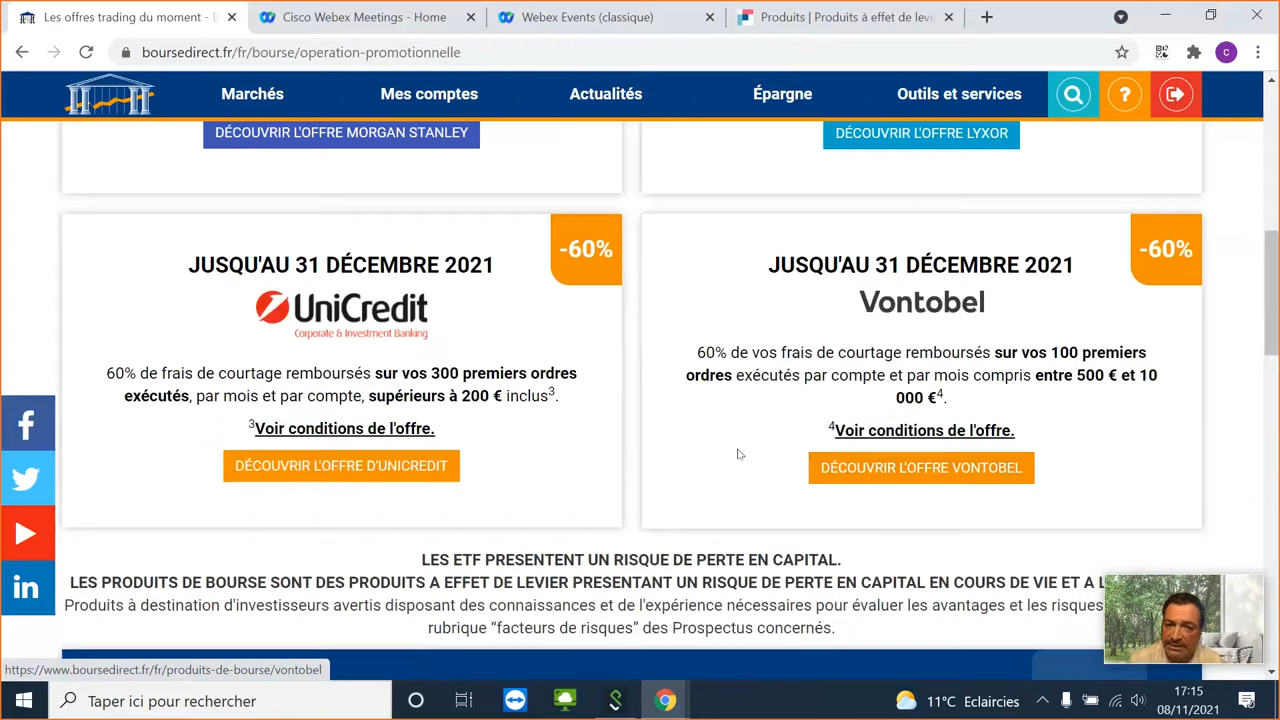 Les offres trading du moment - B
Cisco Webex Meetings - Home
Webex Events (classique)
Produits | Produits à effet de levi
boursedirect.fr/fr/bourse/operation-promotionnelle
c
Marchés
Mes comptes
Actualités
Épargne
Outils et services
?
DÉCOUVRIR L'OFFRE MORGAN STANLEY
DÉCOUVRIR L'OFFRE LYXOR
-60%
JUSQU'AU 31 DÉCEMBRE 2021
UniCredit
Corporate & Investment Banking
60% de frais de courtage remboursés sur vos 300 premiers ordres
exécutés, par mois et par compte, supérieurs à 200 € inclus³.
³Voir conditions de l'offre.
DÉCOUVRIR L'OFFRE D'UNICREDIT
-60%
JUSQU'AU 31 DÉCEMBRE 2021
Vontobel
60% de vos frais de courtage remboursés sur vos 100 premiers
ordres exécutés par compte et par mois compris entre 500 € et 10
000 €⁴.
⁴Voir conditions de l'offre.
DÉCOUVRIR L'OFFRE VONTOBEL
LES ETF PRESENTENT UN RISQUE DE PERTE EN CAPITAL.
LES PRODUITS DE BOURSE SONT DES PRODUITS A EFFET DE LEVIER PRESENTANT UN RISQUE DE PERTE EN CAPITAL EN COURS DE VIE ET A L
Produits à destination d'investisseurs avertis disposant des connaissances et de l'expérience nécessaires pour évaluer les avantages et les risques
rubrique “facteurs de risques” des Prospectus concernés.
https://www.boursedirect.fr/fr/produits-de-bourse/vontobel
Taper ici pour rechercher
11°C Eclaircies
17:15
08/11/2021